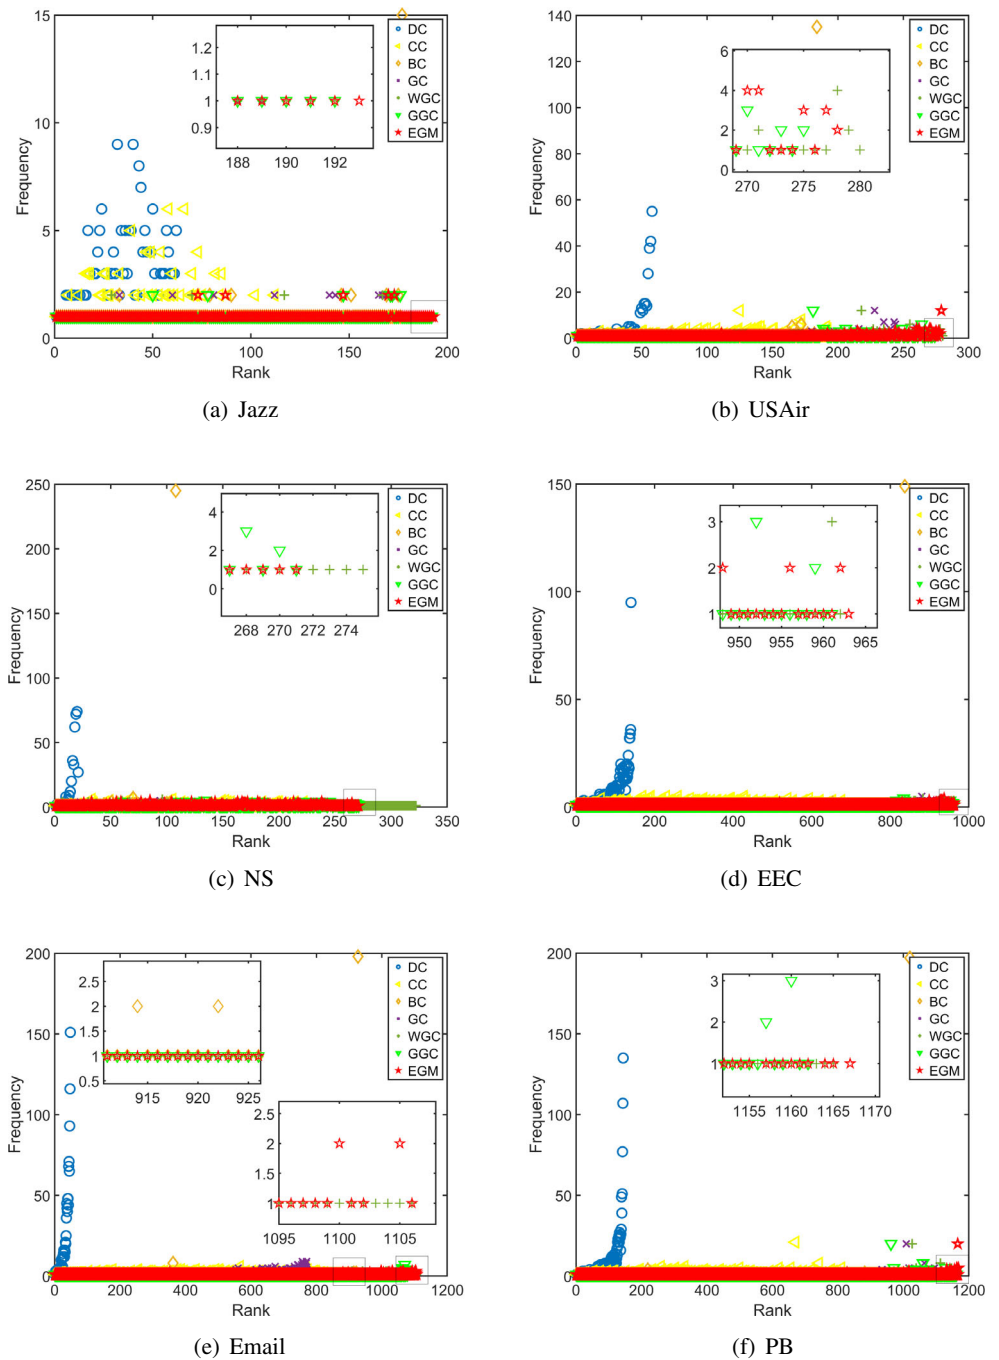 15
10
5
0
Frequency
0 50 100 150 200
Rank
1.2
1.1
1
0.9
188 190 192
DC
CC
BC
GC
WGC
GGC
EGM
(a) Jazz
140
120
100
80
60
40
20
0
Frequency
0 50 100 150 200 250 300
Rank
6
4
2
0
270 275 280
DC
CC
BC
GC
WGC
GGC
EGM
(b) USAir
250
200
150
100
50
0
Frequency
0 50 100 150 200 250 300 350
Rank
4
2
0
268 270 272 274
DC
CC
BC
GC
WGC
GGC
EGM
(c) NS
150
100
50
0
Frequency
0 200 400 600 800 1000
Rank
3
2
1
950 955 960 965
DC
CC
BC
GC
WGC
GGC
EGM
(d) EEC
200
150
100
50
0
Frequency
0 200 400 600 800 1000 1200
Rank
2.5
2
1.5
1
0.5
915 920 925
2.5
2
1.5
1
1095 1100 1105
DC
CC
BC
GC
WGC
GGC
EGM
(e) Email
200
150
100
50
0
Frequency
0 200 400 600 800 1000 1200
Rank
3
2
1
1155 1160 1165 1170
DC
CC
BC
GC
WGC
GGC
EGM
(f) PB